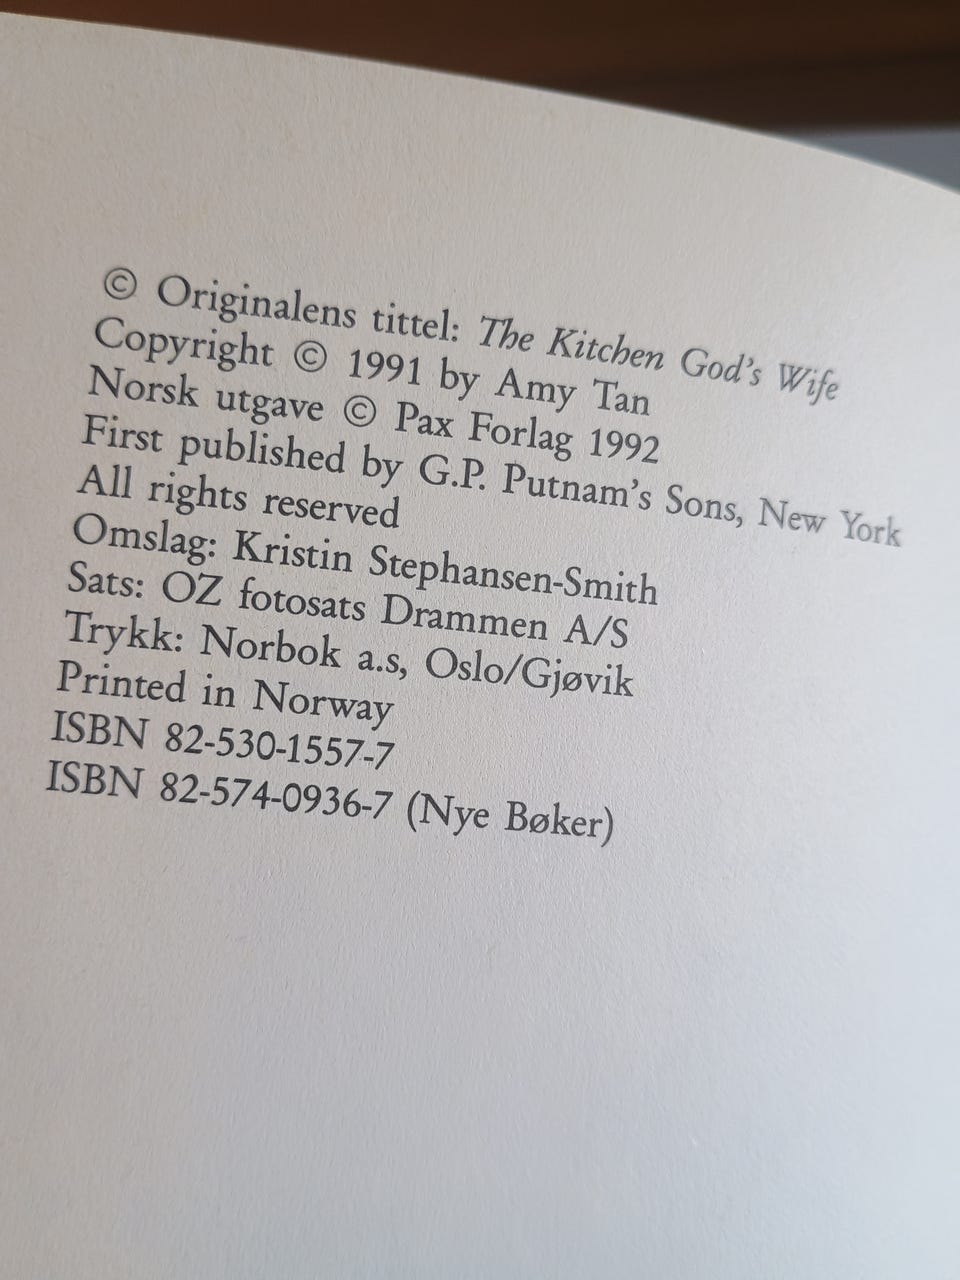 © Originalens tittel: The Kitchen God's Wife
Copyright © 1991 by Amy Tan
Norsk utgave © Pax Forlag 1992
First published by G.P. Putnam's Sons, New York
All rights reserved
Omslag: Kristin Stephansen-Smith
Sats: OZ fotosats Drammen A/S
Trykk: Norbok a.s, Oslo/Gjøvik
Printed in Norway
ISBN 82-530-1557-7
ISBN 82-574-0936-7 (Nye Bøker)